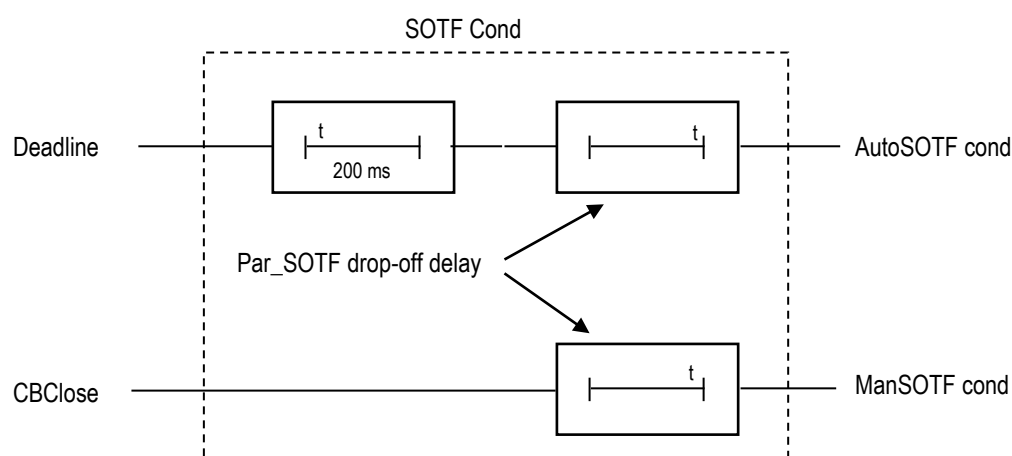 SOTF Cond
Deadline
t
200 ms
t
AutoSOTF cond
Par_SOTF drop-off delay
CBClose
t
ManSOTF cond